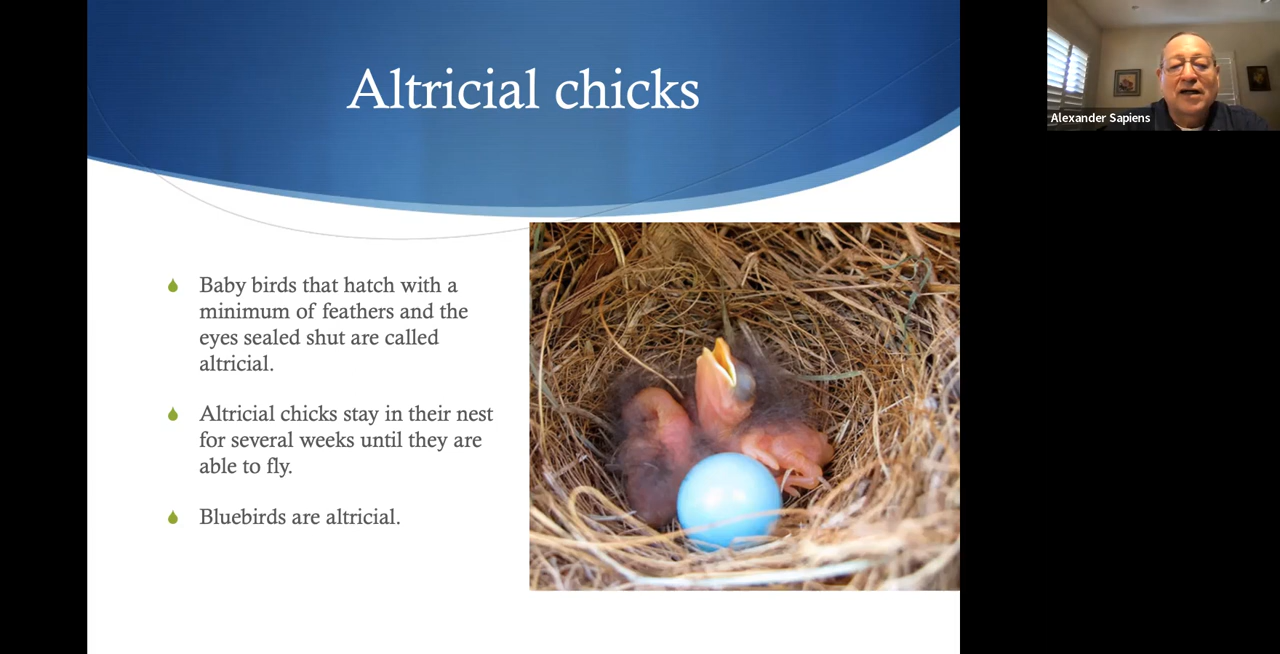 Altricial chicks
Alexander Sapiens
Baby birds that hatch with a
minimum of feathers and the
eyes sealed shut are called
altricial.
Altricial chicks stay in their nest
for several weeks until they are
able to fly.
Bluebirds are altricial.